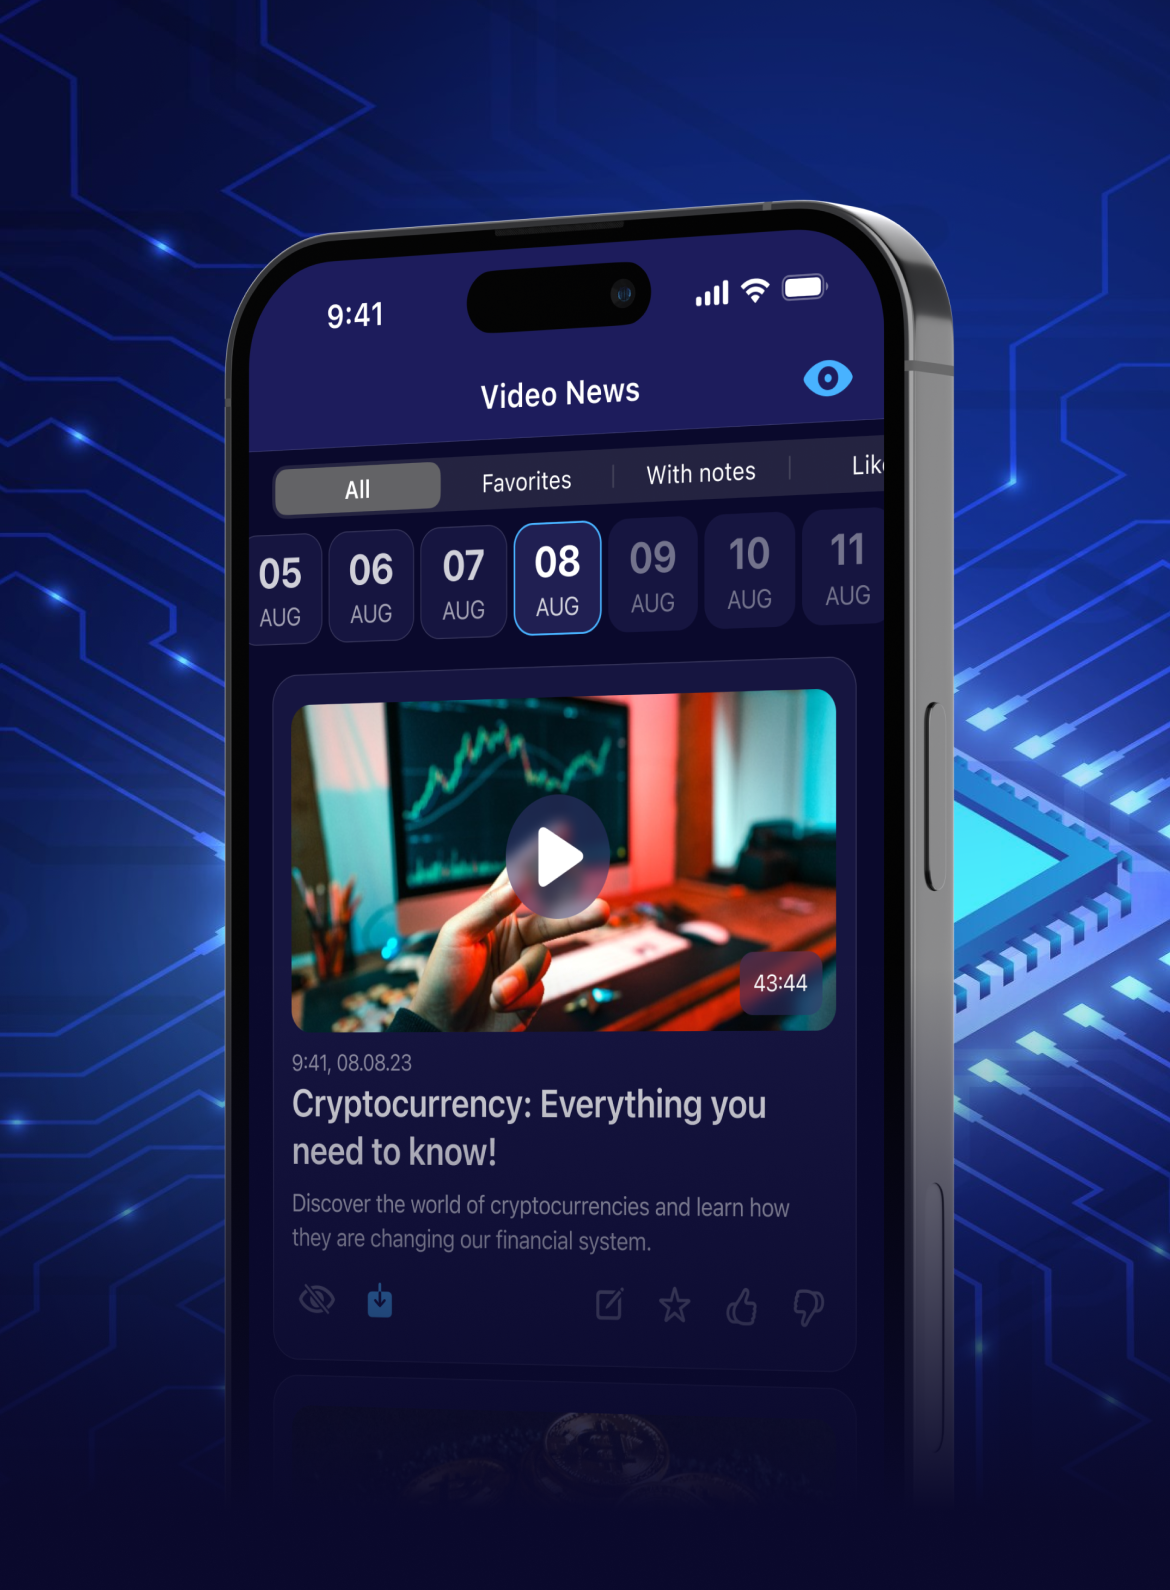 9:41
Video News
All Favorites With notes Lik
05 06 07 08 09 10 11
AUG AUG AUG AUG AUG AUG AUG
43:44
9:41, 08.08.23
Cryptocurrency: Everything you
need to know!
Discover the world of cryptocurrencies and learn how
they are changing our financial system.